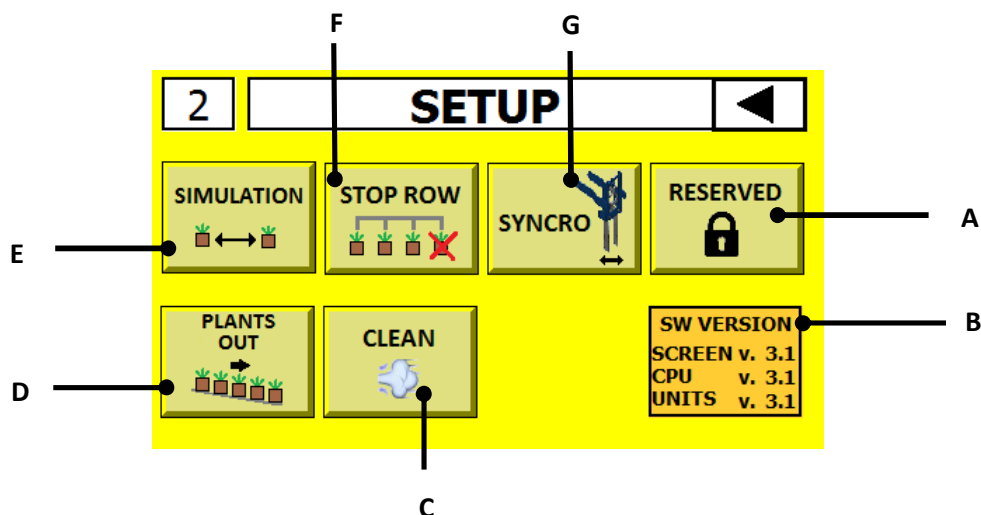 F
G
2
SETUP
SIMULATION
STOP ROW
SYNCRO
RESERVED
A
E
PLANTS
OUT
CLEAN
SW VERSION
SCREEN v. 3.1
CPU v. 3.1
UNITS v. 3.1
B
D
C